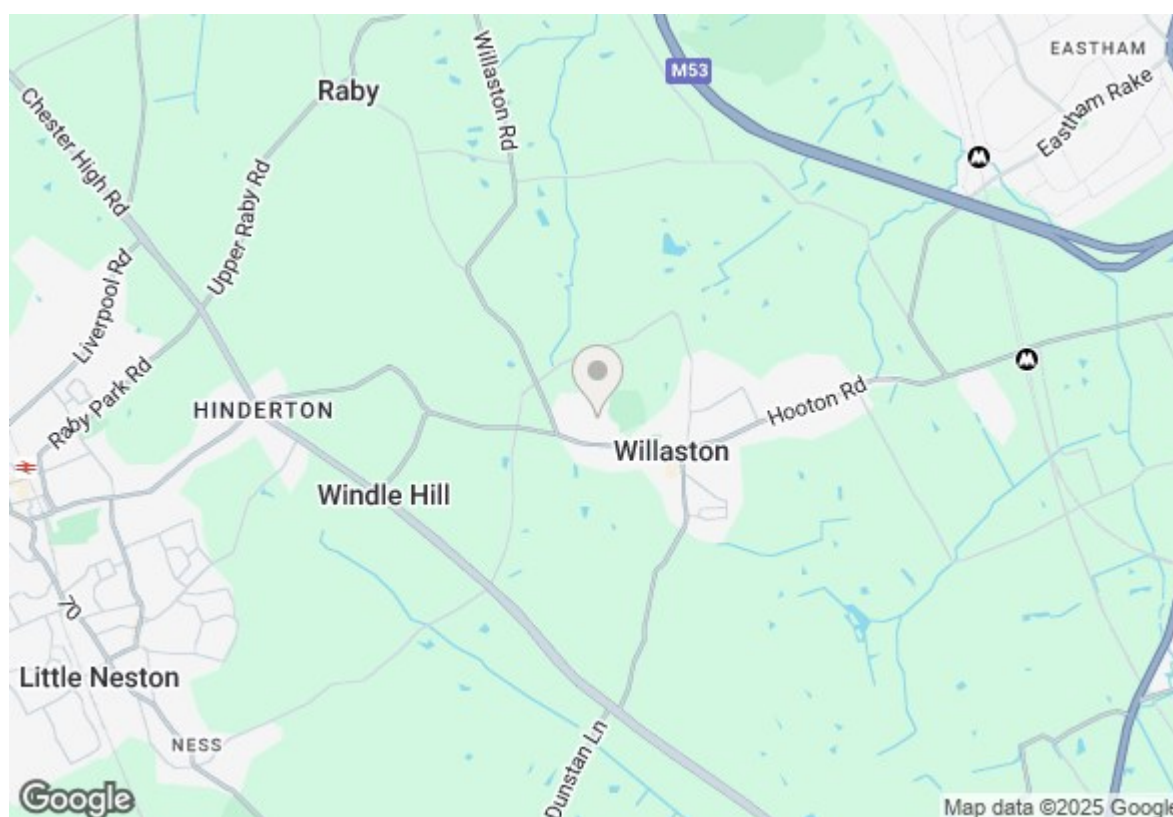 EASTHAM
M53
Raby
Willaston Rd
Eastham Rake
Chester High Rd
Upper Raby Rd
Liverpool Rd
Raby Park Rd
HINDERTON
Hooton Rd
Willaston
Windle Hill
70
Little Neston
NESS
Dunstan Ln
Google
Map data ©2025 Google